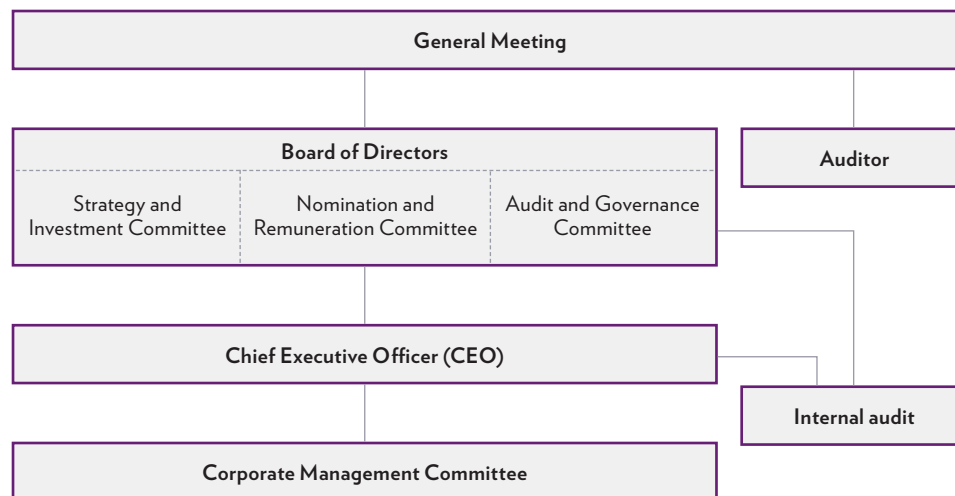 General Meeting
Board of Directors
Auditor
Strategy and
Investment Committee
Nomination and
Remuneration Committee
Audit and Governance
Committee
Chief Executive Officer (CEO)
Internal audit
Corporate Management Committee